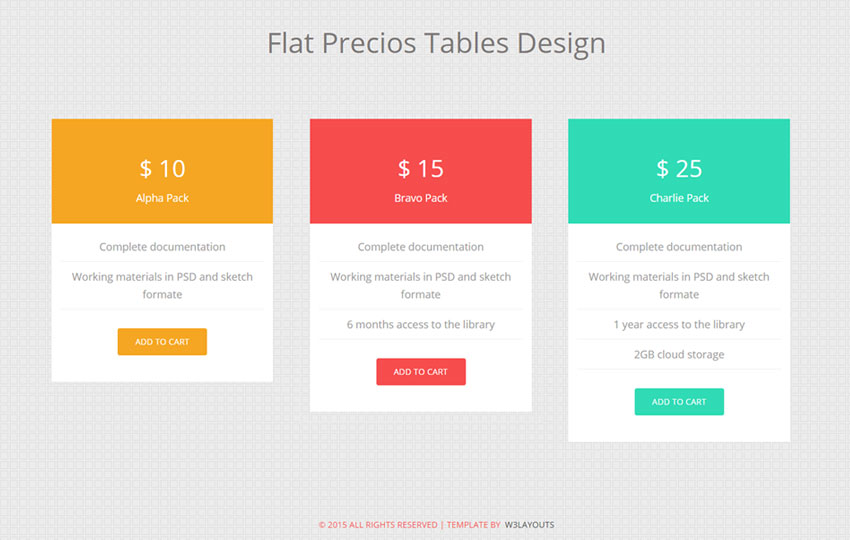 Flat Precios Tables Design
$ 10
Alpha Pack
Complete documentation
Working materials in PSD and sketch
formate
ADD TO CART
$ 15
Bravo Pack
Complete documentation
Working materials in PSD and sketch
formate
6 months access to the library
ADD TO CART
$ 25
Charlie Pack
Complete documentation
Working materials in PSD and sketch
formate
1 year access to the library
2GB cloud storage
ADD TO CART
© 2015 ALL RIGHTS RESERVED | TEMPLATE BY W3LAYOUTS